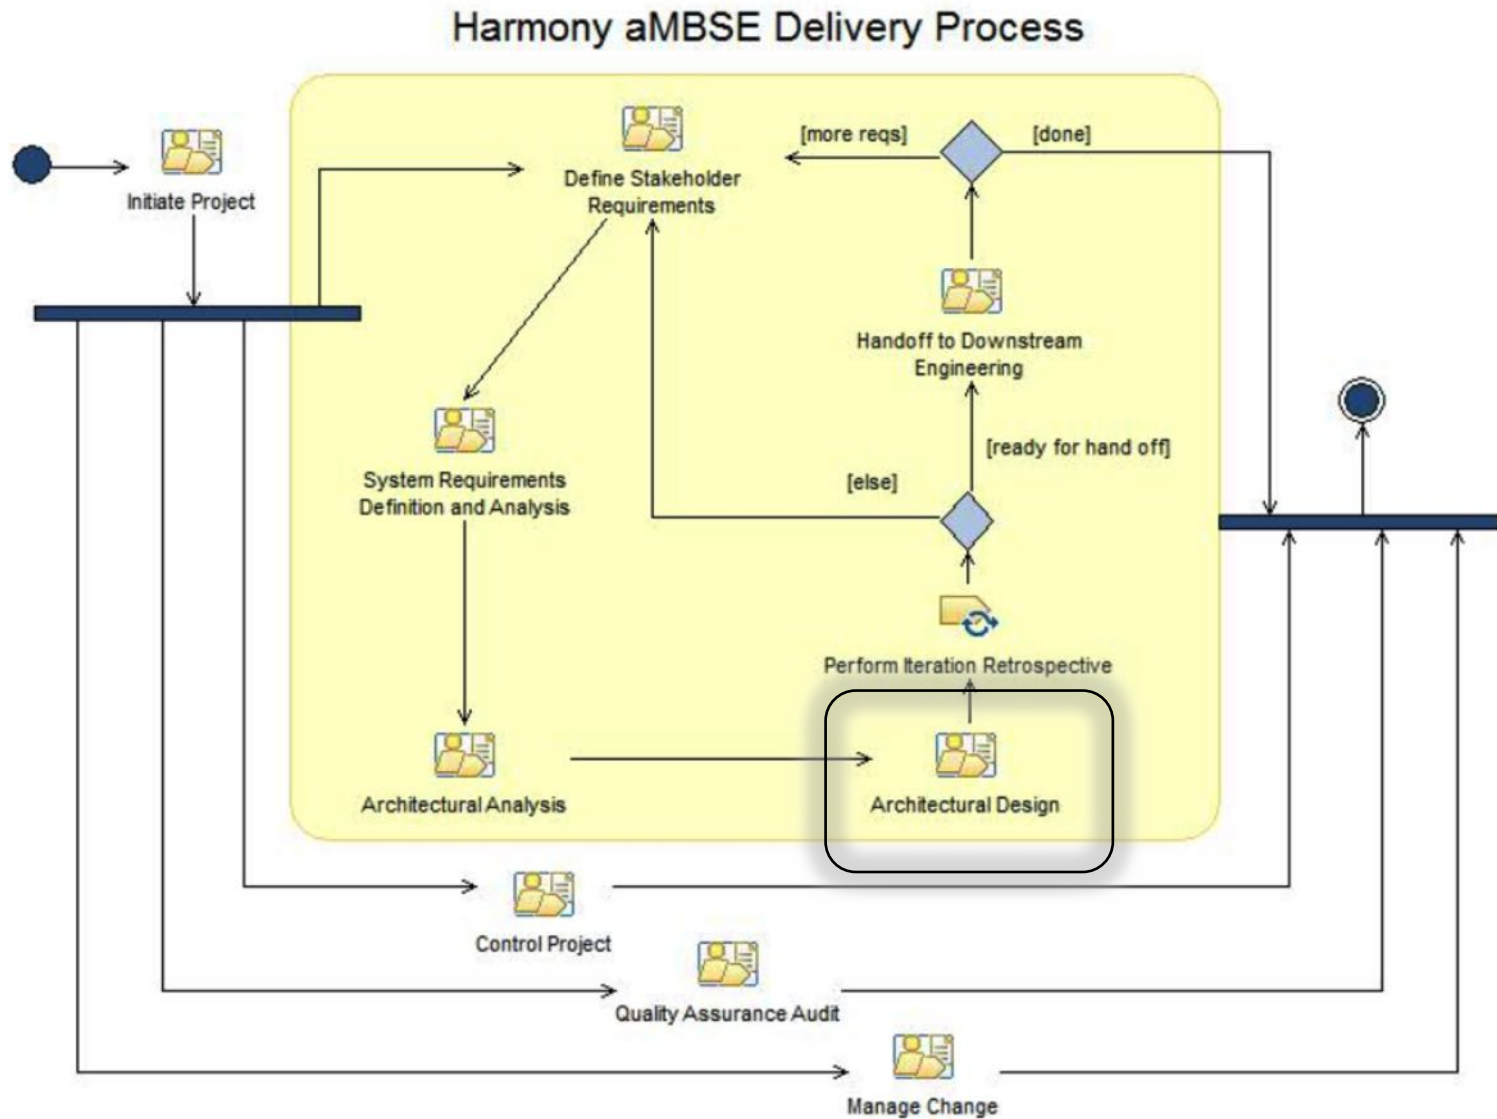 Harmony aMBSE Delivery Process
Initiate Project
Define Stakeholder
Requirements
[more reqs]
[done]
Handoff to Downstream
Engineering
[ready for hand off]
[else]
System Requirements
Definition and Analysis
Perform Iteration Retrospective
Architectural Analysis
Architectural Design
Control Project
Quality Assurance Audit
Manage Change